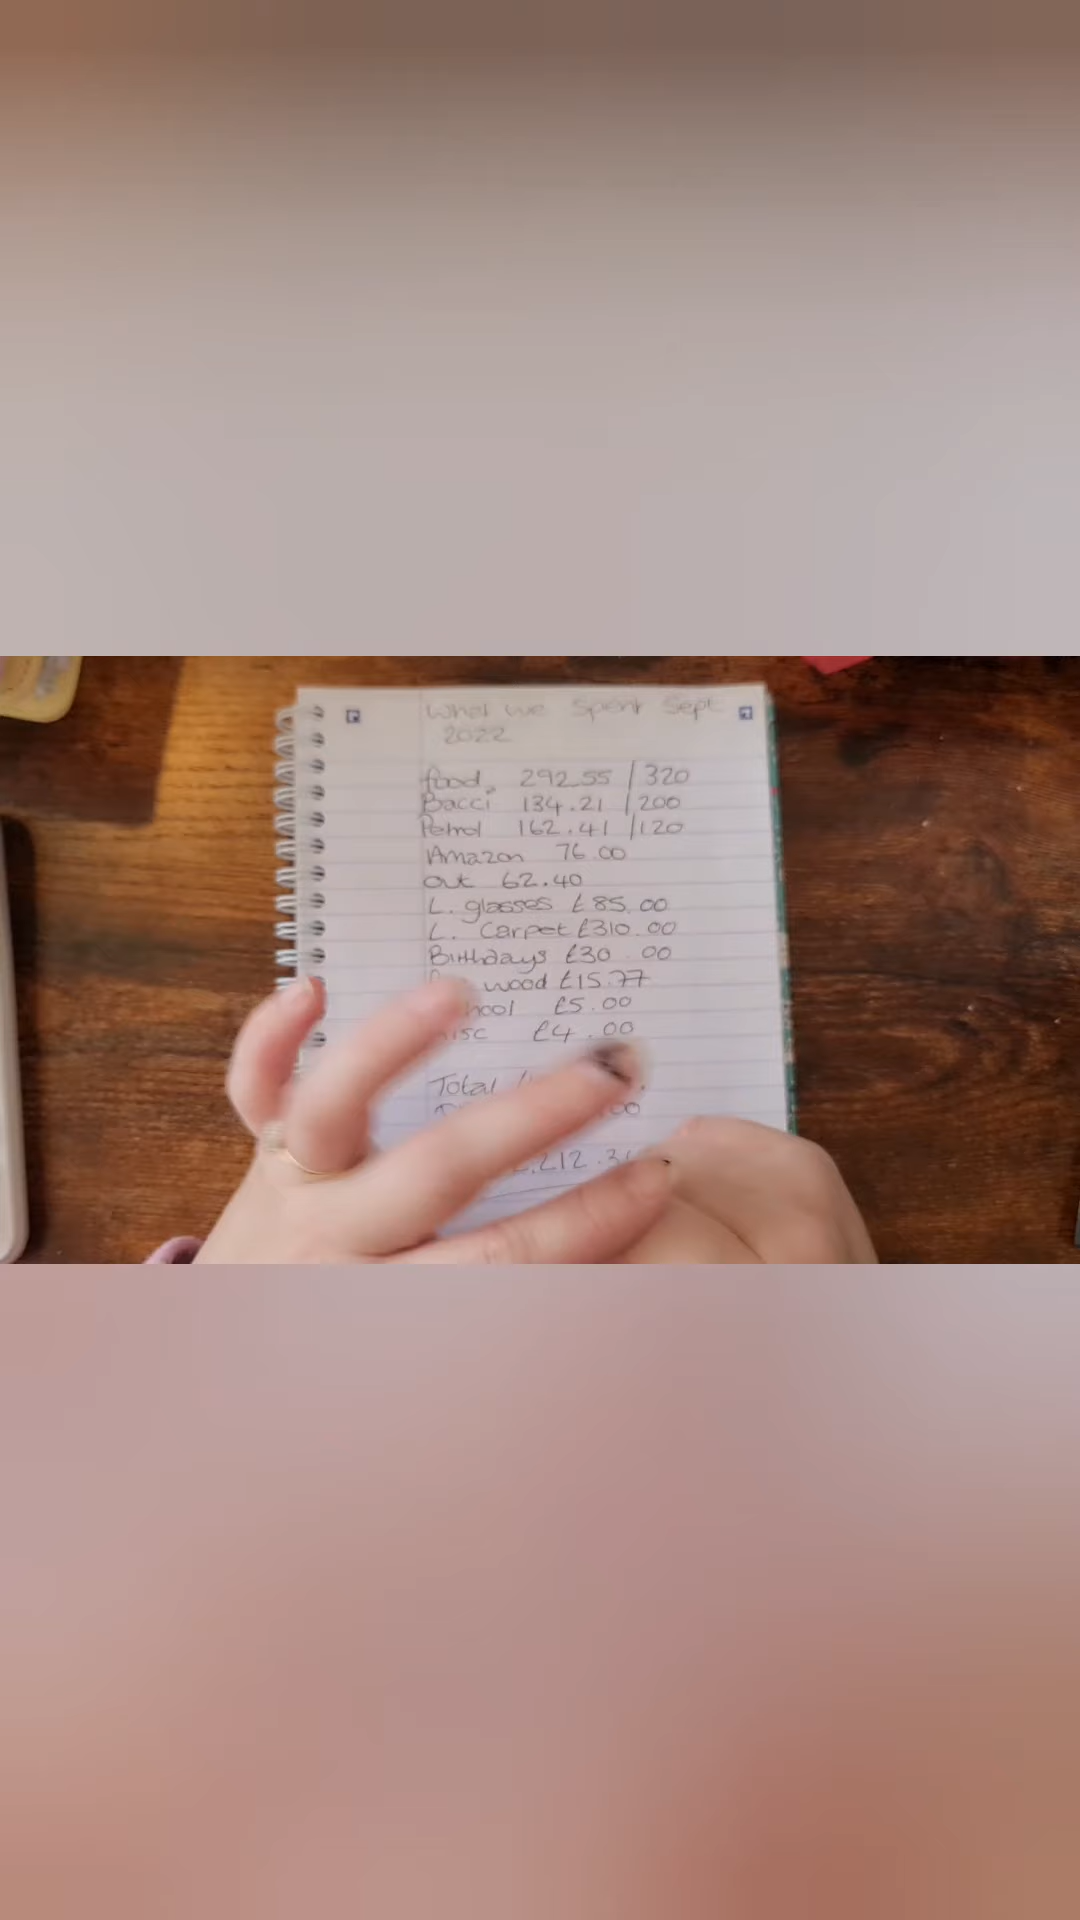 What we Spent Sept
2022
food. 292.55 / 320
Bacci 134.21 / 200
Petrol 162.41 / 120
Amazon 76.00
Out 62.40
L. glasses £85.00
L. Carpet £310.00
Birthdays £30.00
wood £15.77
£5.00
£4.00
Total